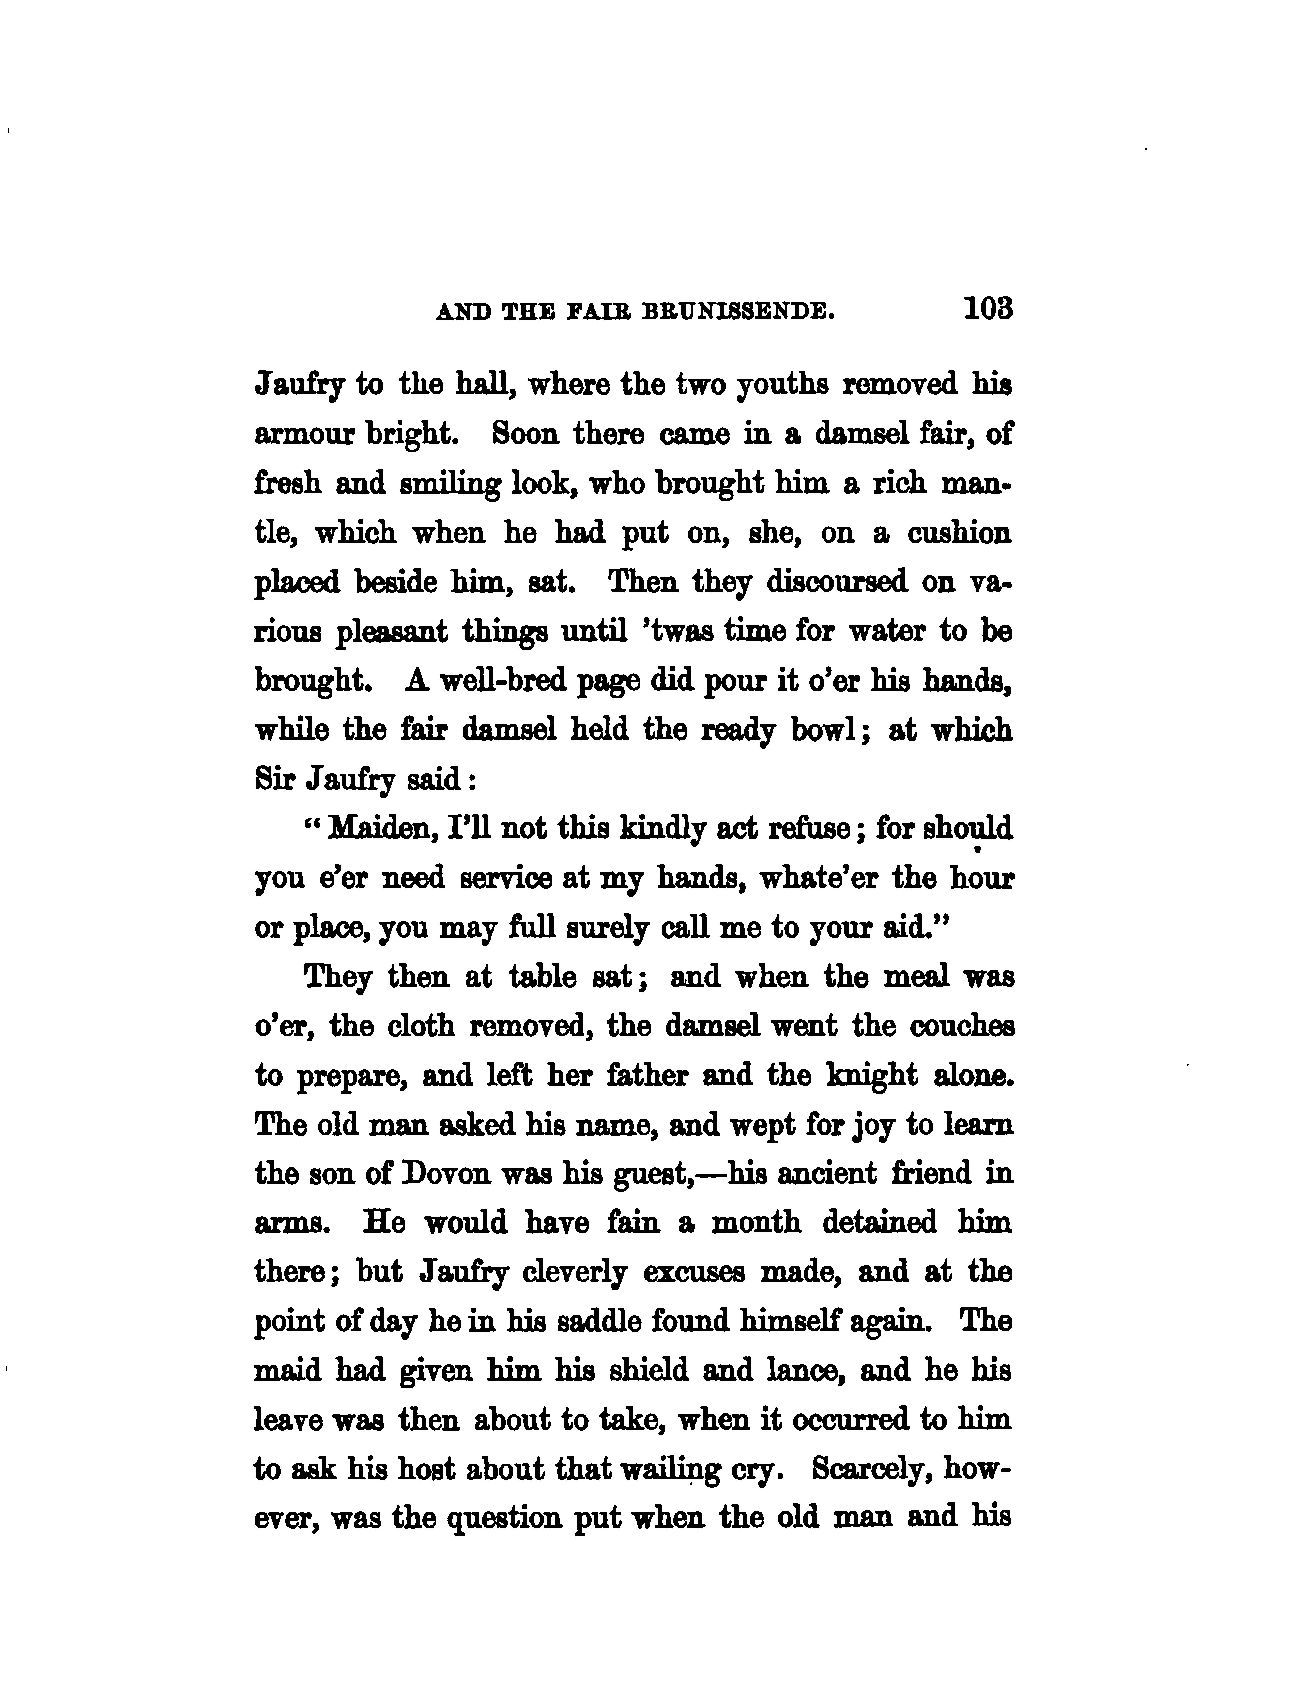 AND THE FAIR BRUNISSENDE. 103
Jaufry to the hall, where the two youths removed his
armour bright. Soon there came in a damsel fair, of
fresh and smiling look, who brought him a rich man-
tle, which when he had put on, she, on a cushion
placed beside him, sat. Then they discoursed on va-
rious pleasant things until 'twas time for water to be
brought. A well-bred page did pour it o'er his hands,
while the fair damsel held the ready bowl; at which
Sir Jaufry said:
"Maiden, I'll not this kindly act refuse; for should
you e'er need service at my hands, whate'er the hour
or place, you may full surely call me to your aid."
They then at table sat; and when the meal was
o'er, the cloth removed, the damsel went the couches
to prepare, and left her father and the knight alone.
The old man asked his name, and wept for joy to learn
the son of Dovon was his guest,—his ancient friend in
arms. He would have fain a month detained him
there; but Jaufry cleverly excuses made, and at the
point of day he in his saddle found himself again. The
maid had given him his shield and lance, and he his
leave was then about to take, when it occurred to him
to ask his host about that wailing cry. Scarcely, how-
ever, was the question put when the old man and his